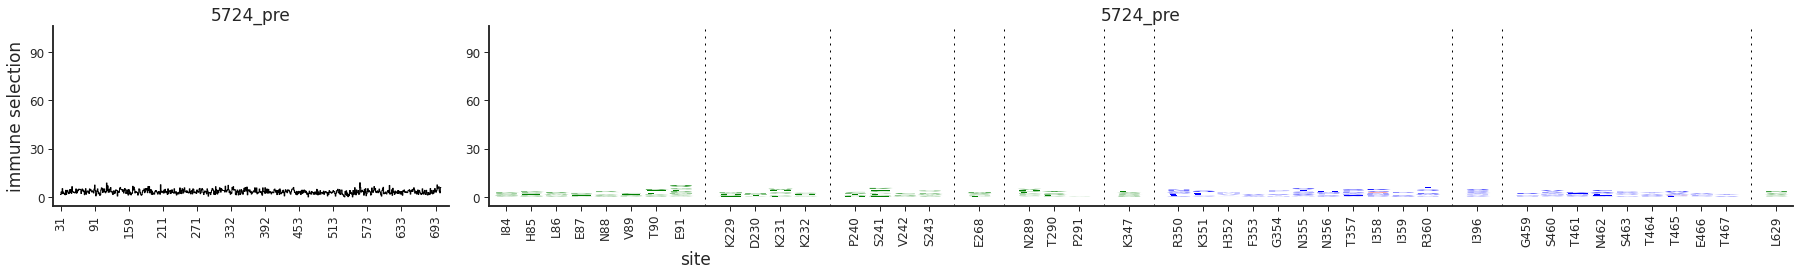 5724_pre
5724_pre
immune selection
90
60
30
0
31
91
159
211
271
332
392
453
513
573
633
693
90
60
30
0
I84
H85
L86
E87
N88
V89
T90
E91
K229
D230
K231
K232
P240
S241
V242
S243
E268
N289
T290
P291
K347
R350
K351
H352
F353
G354
N355
N356
T357
I358
I359
R360
I396
G459
S460
T461
N462
S463
T464
T465
E466
T467
L629
site